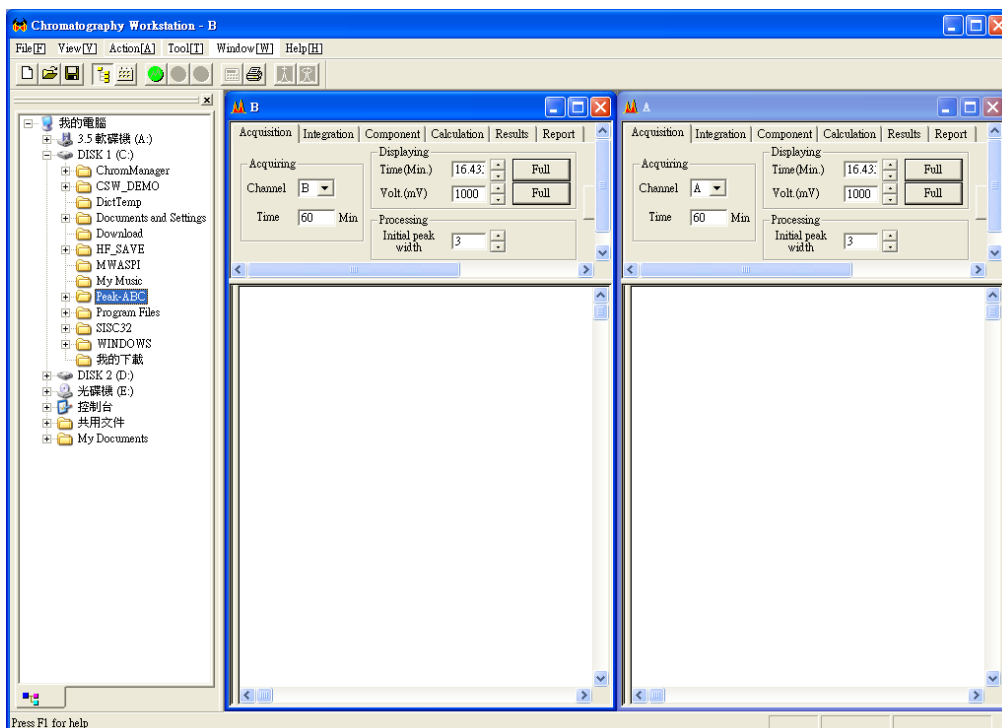 Chromatography Workstation - B
File[F] View[V] Action[A] Tool[T] Window[W] Help[H]
我的電腦
3.5 軟碟機 (A:)
DISK 1 (C:)
ChromManager
CSW_DEMO
DictTemp
Documents and Settings
Download
HF_SAVE
MWASPI
My Music
Peak-ABC
Program Files
SISC32
WINDOWS
我的下載
DISK 2 (D:)
光碟機 (E:)
控制台
共用文件
My Documents
B
Acquisition Integration Component Calculation Results Report
Acquiring
Channel B
Time 60 Min
Displaying
Time(Min.) 16.43: Full
Volt.(mV) 1000 Full
Processing
Initial peak
width 3
A
Acquisition Integration Component Calculation Results Report
Acquiring
Channel A
Time 60 Min
Displaying
Time(Min.) 16.43: Full
Volt.(mV) 1000 Full
Processing
Initial peak
width 3
Press F1 for help